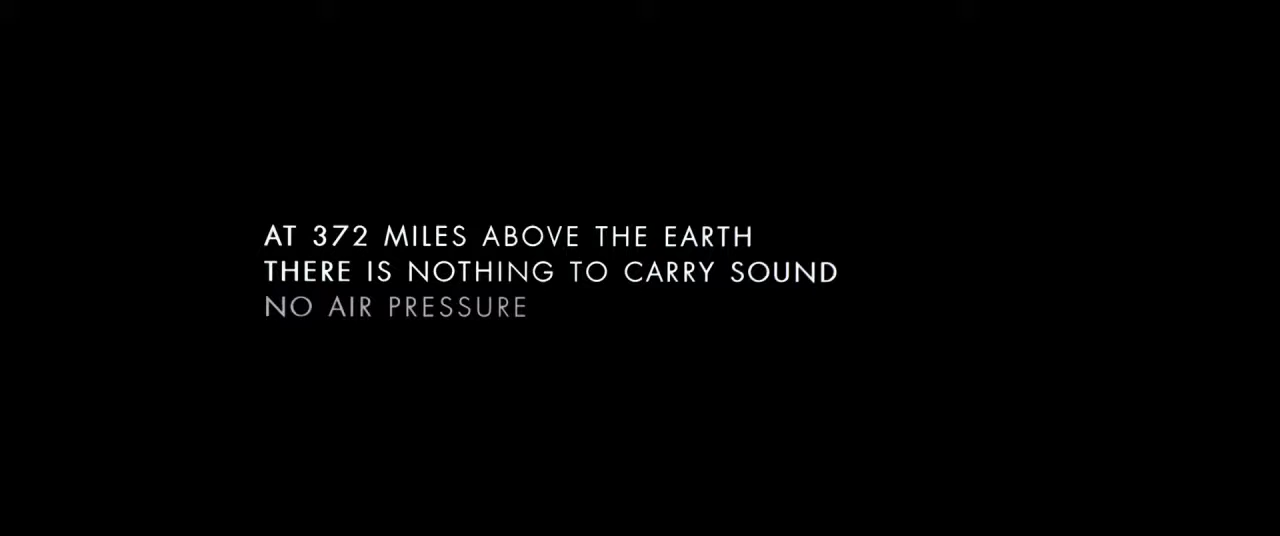 AT 372 MILES ABOVE THE EARTH
THERE IS NOTHING TO CARRY SOUND
NO AIR PRESSURE